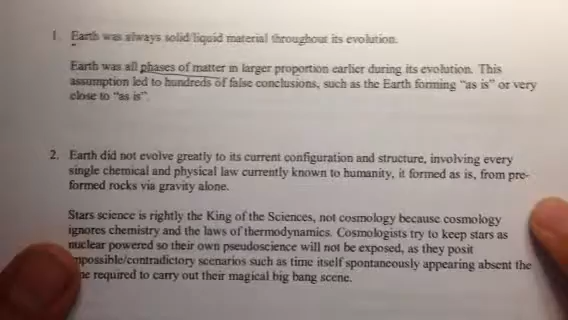 1. Earth was always solid/liquid material throughout its evolution.
Earth was all phases of matter in larger proportion earlier during its evolution. This
assumption led to hundreds of false conclusions, such as the Earth forming "as is" or very
close to "as is".
2. Earth did not evolve greatly to its current configuration and structure, involving every
single chemical and physical law currently known to humanity, it formed as is, from pre-
formed rocks via gravity alone.
Stars science is rightly the King of the Sciences, not cosmology because cosmology
ignores chemistry and the laws of thermodynamics. Cosmologists try to keep stars as
nuclear powered so their own pseudoscience will not be exposed, as they posit
mpossible/contradictory scenarios such as time itself spontaneously appearing absent the
me required to carry out their magical big bang scene.